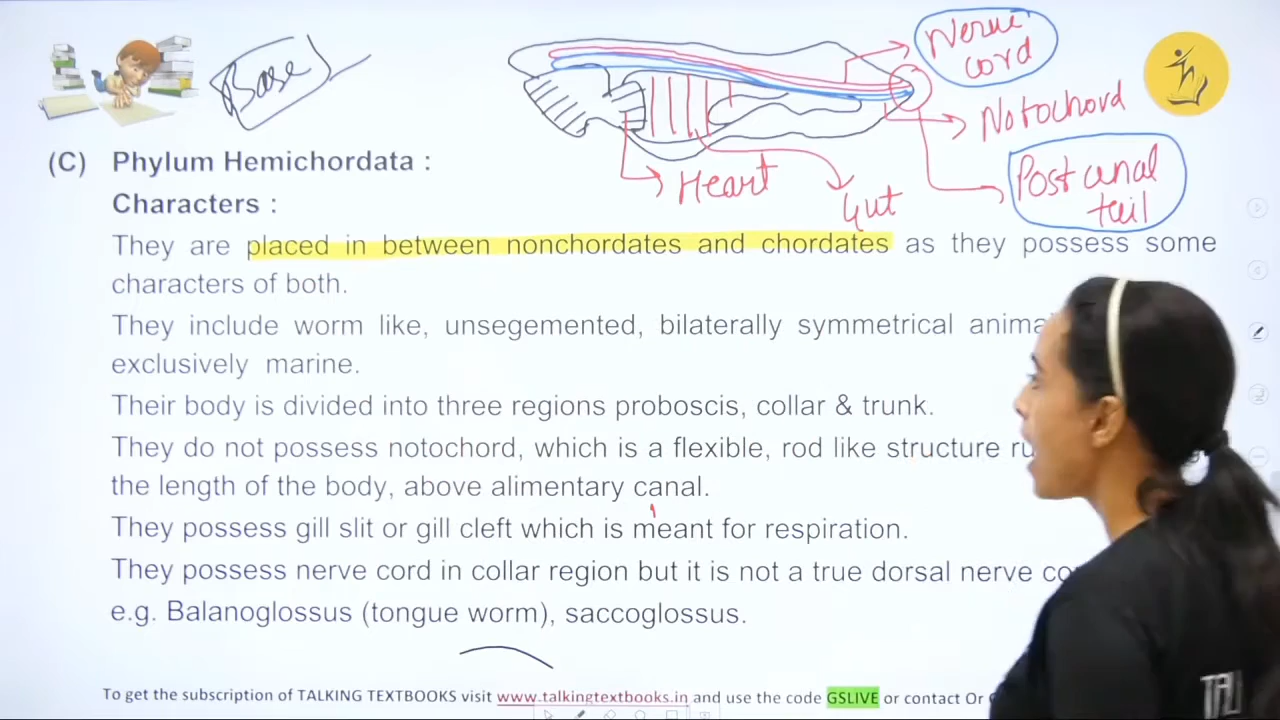 Base
Nerve
cord
Notochord
Post anal
tail
Heart
Gut
(C) Phylum Hemichordata :
Characters :
They are placed in between nonchordates and chordates as they possess some
characters of both.
They include worm like, unsegemented, bilaterally symmetrical anima
exclusively marine.
Their body is divided into three regions proboscis, collar & trunk.
They do not possess notochord, which is a flexible, rod like structure ru
the length of the body, above alimentary canal.
They possess gill slit or gill cleft which is meant for respiration.
They possess nerve cord in collar region but it is not a true dorsal nerve co
e.g. Balanoglossus (tongue worm), saccoglossus.
To get the subscription of TALKING TEXTBOOKS visit www.talkingtextbooks.in and use the code GSLIVE or contact Or
TAL